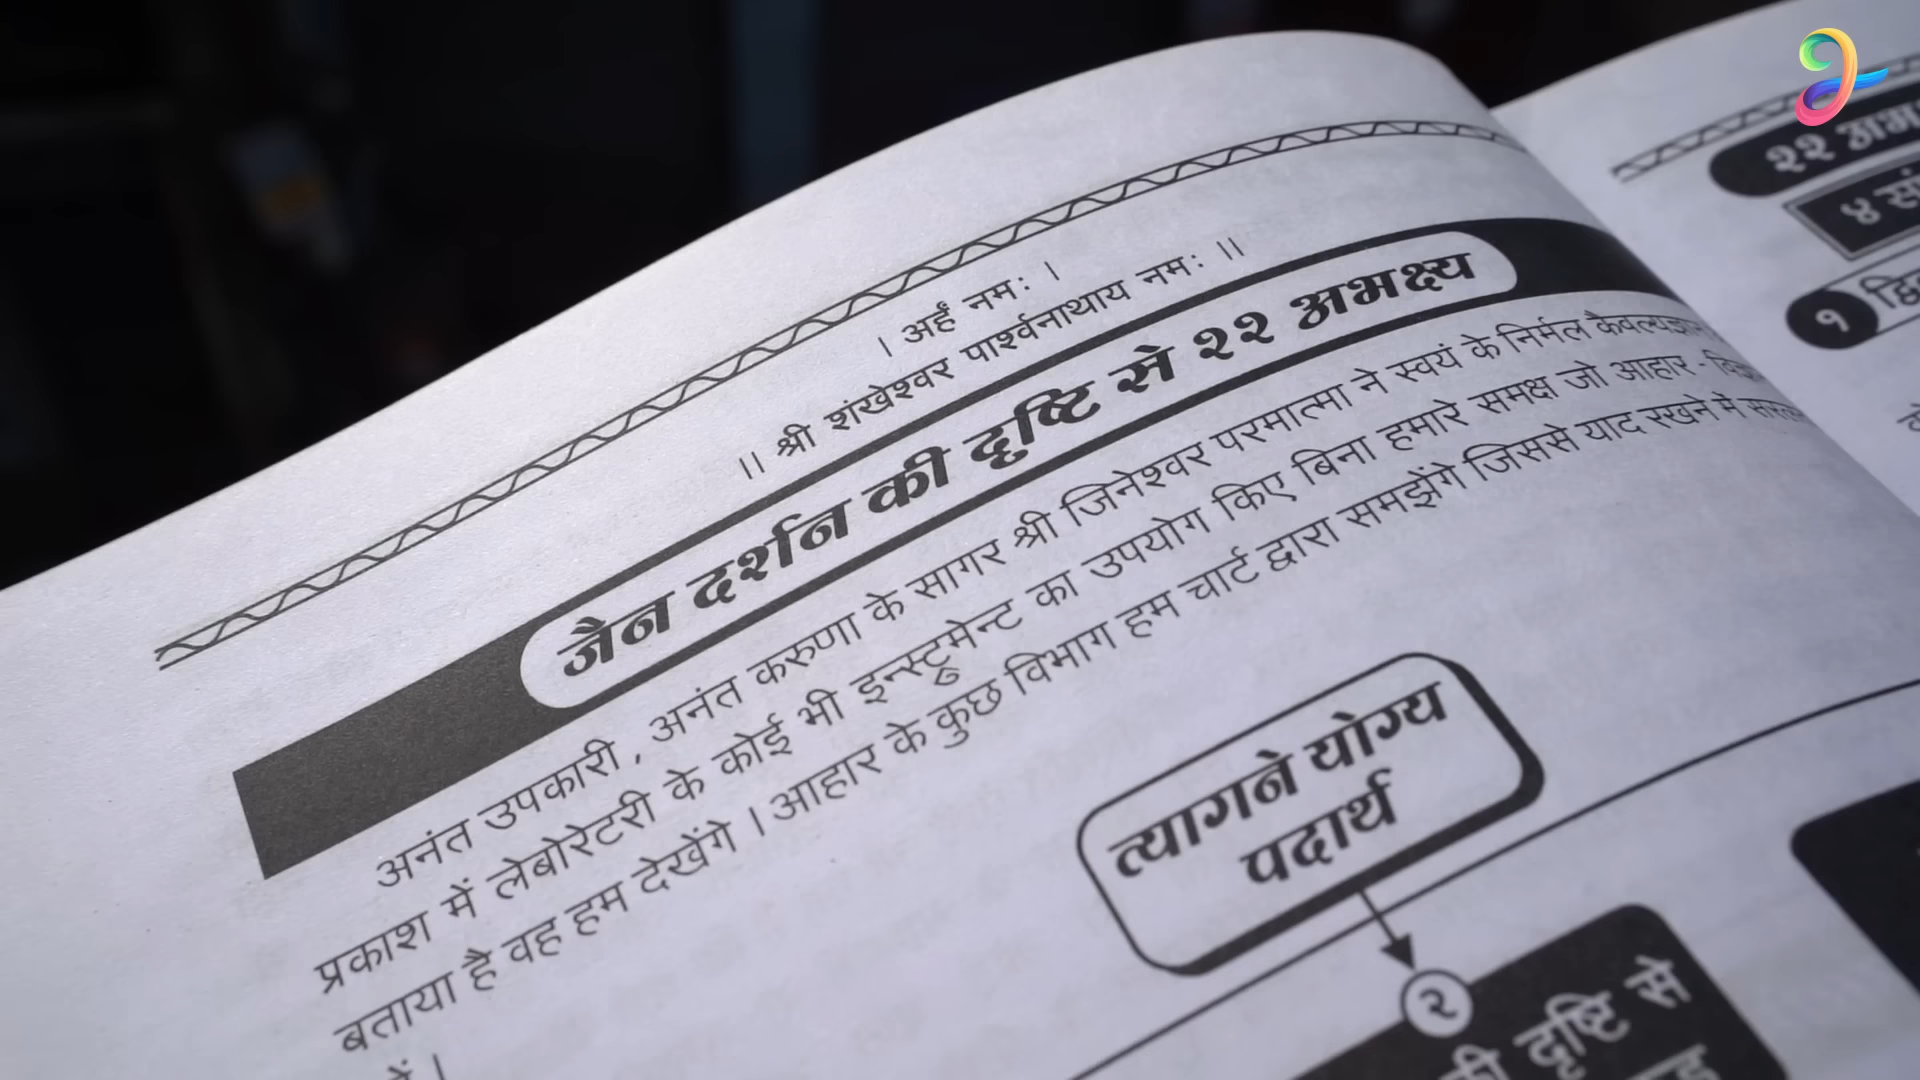 । अर्हं नमः ।
॥ श्री शंखेश्वर पार्श्वनाथाय नमः ॥
जैन दर्शन की दृष्टि से २२ अभक्ष्य
अनंत उपकारी, अनंत करुणा के सागर श्री जिनेश्वर परमात्मा ने स्वयं के निर्मल कैवल्यज्ञान
प्रकाश में लेबोरेटरी के कोई भी इन्स्ट्रुमेन्ट का उपयोग किए बिना हमारे समक्ष जो आहार -
बताया है वह हम देखेंगे । आहार के कुछ विभाग हम चार्ट द्वारा समझेंगे जिससे याद रखने में
त्यागने योग्य
पदार्थ
२
दृष्टि से
२२
४
१